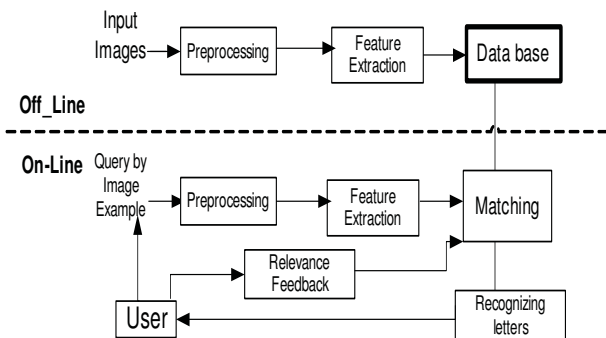 Input
Images
Preprocessing
Feature
Extraction
Data base
Off_Line
On-Line
Query by
Image
Example
Preprocessing
Feature
Extraction
Matching
Relevance
Feedback
User
Recognizing
letters